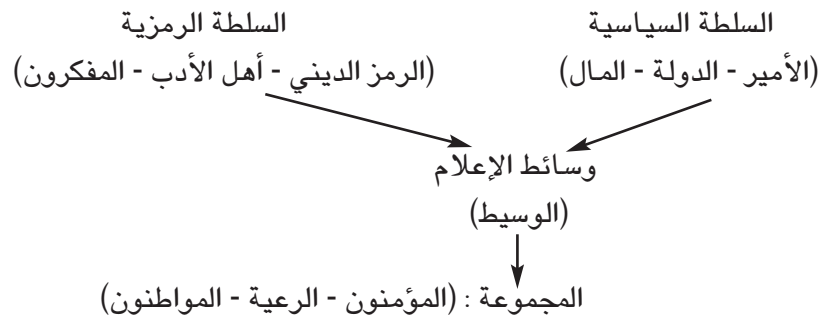 السلطة السياسية
(الأمير - الدولة - المال)
السلطة الرمزية
(الرمز الديني - أهل الأدب - المفكرون)
وسائط الإعلام
(الوسيط)
المجموعة : (المؤمنون - الرعية - المواطنون)